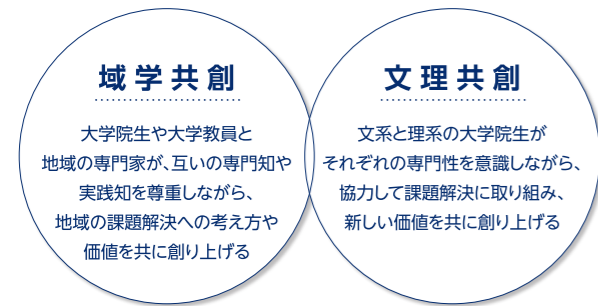 域学共創
大学院生や大学教員と
地域の専門家が、互いの専門知や
実践知を尊重しながら、
地域の課題解決への考え方や
価値を共に創り上げる
文理共創
文系と理系の大学院生が
それぞれの専門性を意識しながら、
協力して課題解決に取り組み、
新しい価値を共に創り上げる